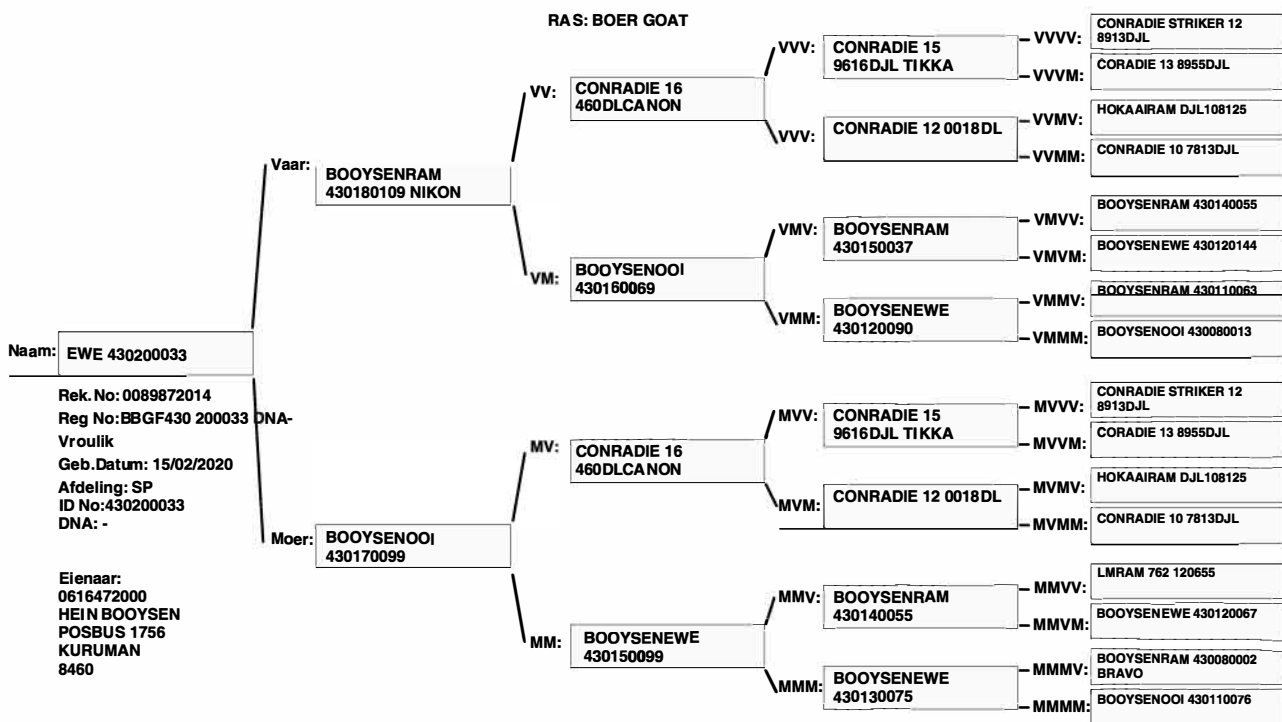 RAS: BOER GOAT
Naam: EWE 430200033
Rek. No: 0089872014
Reg No:BBGF430 200033 DNA-
Vroulik
Geb.Datum: 15/02/2020
Afdeling: SP
ID No:430200033
DNA: -
Eienaar:
0616472000
HEIN BOOYSEN
POSBUS 1756
KURUMAN
8460
Vaar: BOOYSENRAM
430180109 NIKON
Moer: BOOYSENOOI
430170099
VV: CONRADIE 16
460DLCANON
VM: BOOYSENOOI
430160069
MV: CONRADIE 16
460DLCANON
MM: BOOYSENEWE
430150099
VVV: CONRADIE 15
9616DJL TIKKA
VVV: CONRADIE 12 0018DL
VMV: BOOYSENRAM
430150037
VMM: BOOYSENEWE
430120090
MVV: CONRADIE 15
9616DJL TIKKA
MVM: CONRADIE 12 0018DL
MMV: BOOYSENRAM
430140055
MMM: BOOYSENEWE
430130075
VVVV: CONRADIE STRIKER 12
8913DJL
VVVM: CORADIE 13 8955DJL
VVMV: HOKAAIRAM DJL108125
VVMM: CONRADIE 10 7813DJL
VMVV: BOOYSENRAM 430140055
VMVM: BOOYSENEWE 430120144
VMMV: BOOYSENRAM 430110063
VMMM: BOOYSENOOI 430080013
MVVV: CONRADIE STRIKER 12
8913DJL
MVVM: CORADIE 13 8955DJL
MVMV: HOKAAIRAM DJL108125
MVMM: CONRADIE 10 7813DJL
MMVV: LMRAM 762 120655
MMVM: BOOYSENEWE 430120067
MMMV: BOOYSENRAM 430080002
BRAVO
MMMM: BOOYSENOOI 430110076